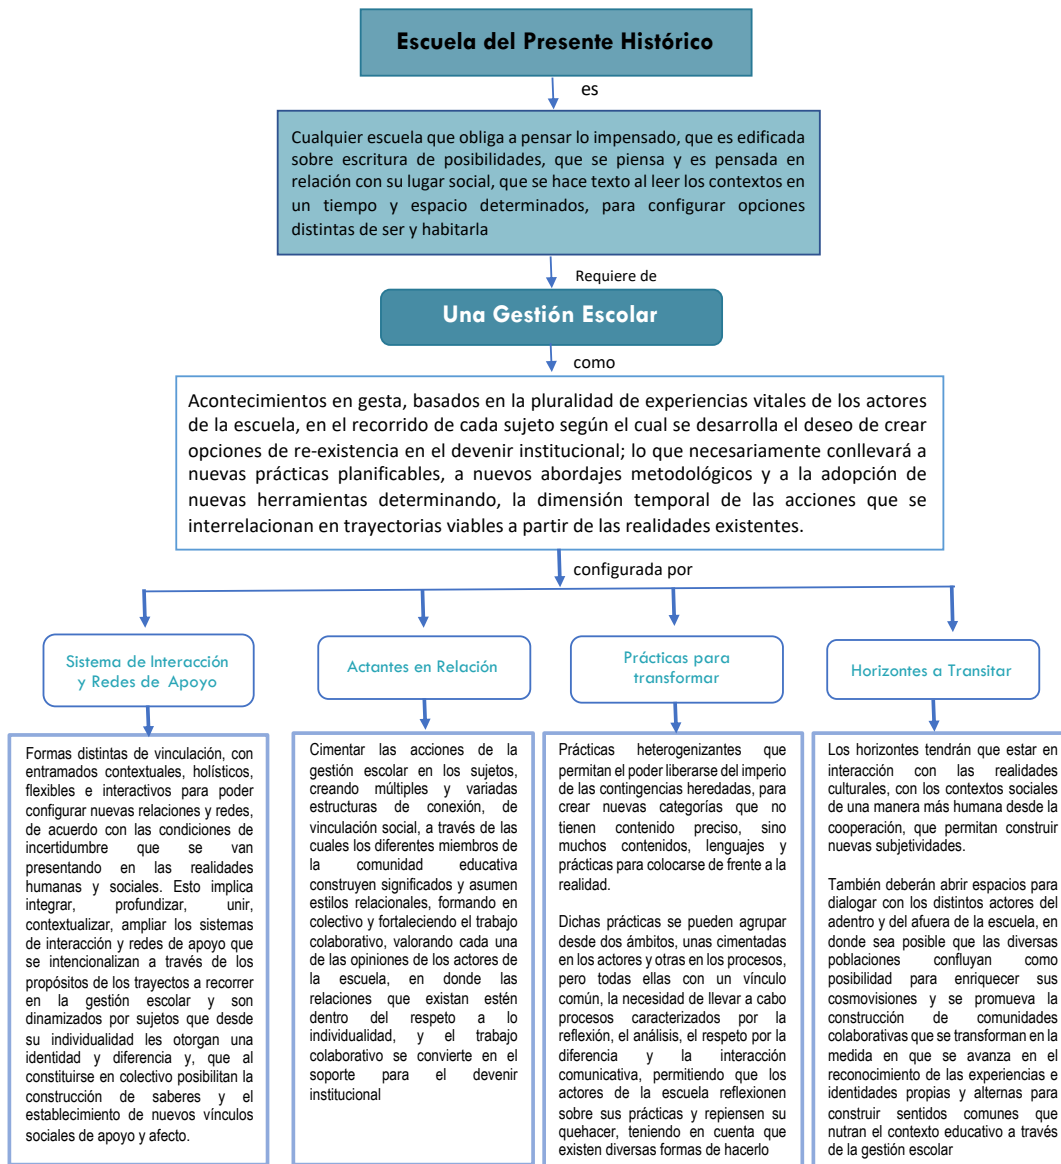 Escuela del Presente Histórico
es
Cualquier escuela que obliga a pensar lo impensado, que es edificada
sobre escritura de posibilidades, que se piensa y es pensada en
relación con su lugar social, que se hace texto al leer los contextos en
un tiempo y espacio determinados, para configurar opciones
distintas de ser y habitarla
Requiere de
Una Gestión Escolar
como
Acontecimientos en gesta, basados en la pluralidad de experiencias vitales de los actores
de la escuela, en el recorrido de cada sujeto según el cual se desarrolla el deseo de crear
opciones de re-existencia en el devenir institucional; lo que necesariamente conllevará a
nuevas prácticas planificables, a nuevos abordajes metodológicos y a la adopción de
nuevas herramientas determinando, la dimensión temporal de las acciones que se
interrelacionan en trayectorias viables a partir de las realidades existentes.
configurada por
Sistema de Interacción
y Redes de Apoyo
Formas distintas de vinculación, con
entramados contextuales, holísticos,
flexibles e interactivos para poder
configurar nuevas relaciones y redes,
de acuerdo con las condiciones de
incertidumbre que se van
presentando en las realidades
humanas y sociales. Esto implica
integrar, profundizar, unir,
contextualizar, ampliar los sistemas
de interacción y redes de apoyo que
se intencionalizan a través de los
propósitos de los trayectos a recorrer
en la gestión escolar y son
dinamizados por sujetos que desde
su individualidad les otorgan una
identidad y diferencia y, que al
constituirse en colectivo posibilitan la
construcción de saberes y el
establecimiento de nuevos vínculos
sociales de apoyo y afecto.
Actantes en Relación
Cimentar las acciones de la
gestión escolar en los sujetos,
creando múltiples y variadas
estructuras de conexión, de
vinculación social, a través de las
cuales los diferentes miembros de
la comunidad educativa
construyen significados y asumen
estilos relacionales, formando en
colectivo y fortaleciendo el trabajo
colaborativo, valorando cada una
de las opiniones de los actores de
la escuela, en donde las
relaciones que existan estén
dentro del respeto a lo
individualidad, y el trabajo
colaborativo se convierte en el
soporte para el devenir
institucional
Prácticas para
transformar
Prácticas heterogenizantes que
permitan el poder liberarse del imperio
de las contingencias heredadas, para
crear nuevas categorías que no
tienen contenido preciso, sino
muchos contenidos, lenguajes y
prácticas para colocarse de frente a la
realidad.
Dichas prácticas se pueden agrupar
desde dos ámbitos, unas cimentadas
en los actores y otras en los procesos,
pero todas ellas con un vínculo
común, la necesidad de llevar a cabo
procesos caracterizados por la
reflexión, el análisis, el respeto por la
diferencia y la interacción
comunicativa, permitiendo que los
actores de la escuela reflexionen
sobre sus prácticas y repiensen su
quehacer, teniendo en cuenta que
existen diversas formas de hacerlo
Horizontes a Transitar
Los horizontes tendrán que estar en
interacción con las realidades
culturales, con los contextos sociales
de una manera más humana desde la
cooperación, que permitan construir
nuevas subjetividades.
También deberán abrir espacios para
dialogar con los distintos actores del
adentro y del afuera de la escuela, en
donde sea posible que las diversas
poblaciones confluyan como
posibilidad para enriquecer sus
cosmovisiones y se promueva la
construcción de comunidades
colaborativas que se transforman en la
medida en que se avanza en el
reconocimiento de las experiencias e
identidades propias y alternas para
construir sentidos comunes que
nutran el contexto educativo a través
de la gestión escolar